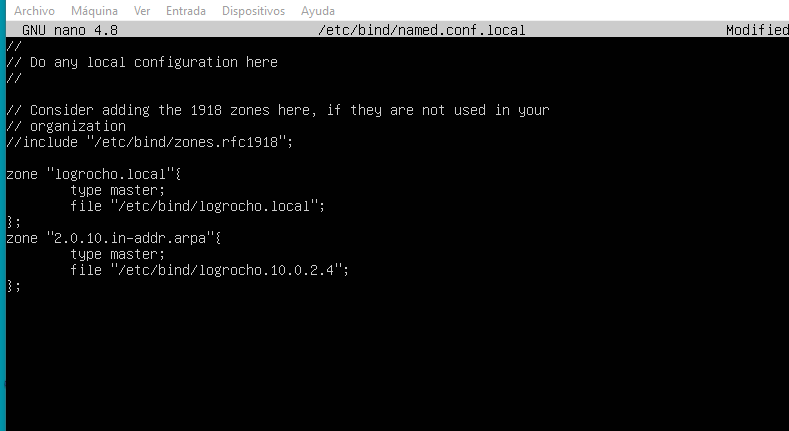 Archivo Máquina Ver Entrada Dispositivos Ayuda
GNU nano 4.8 /etc/bind/named.conf.local Modified
//
// Do any local configuration here
//
// Consider adding the 1918 zones here, if they are not used in your
// organization
//include "/etc/bind/zones.rfc1918";
zone "logrocho.local"{
type master;
file "/etc/bind/logrocho.local";
};
zone "2.0.10.in-addr.arpa"{
type master;
file "/etc/bind/logrocho.10.0.2.4";
};